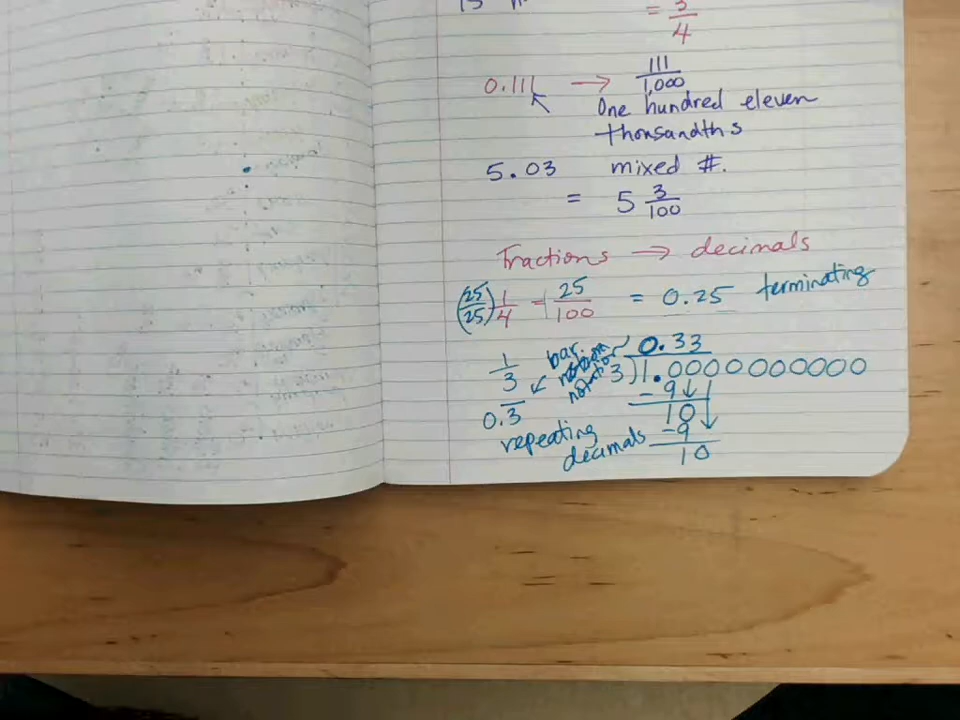 = 3/4
0.111 → 111/1,000
One hundred eleven
thousandths
5.03 mixed #.
= 5 3/100
Fractions → decimals
(25/25) 1/4 = 25/100 = 0.25 terminating
1/3 bar notation 0.33
3)1.00000000000
0.3̅ -9
10
repeating -9
decimals 10